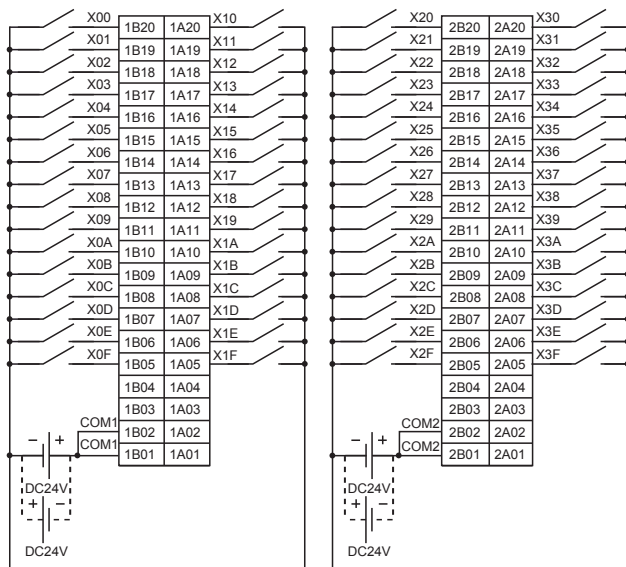 X00 1B20 1A20 X10 X20 2B20 2A20 X30
X01 1B19 1A19 X11 X21 2B19 2A19 X31
X02 1B18 1A18 X12 X22 2B18 2A18 X32
X03 1B17 1A17 X13 X23 2B17 2A17 X33
X04 1B16 1A16 X14 X24 2B16 2A16 X34
X05 1B15 1A15 X15 X25 2B15 2A15 X35
X06 1B14 1A14 X16 X26 2B14 2A14 X36
X07 1B13 1A13 X17 X27 2B13 2A13 X37
X08 1B12 1A12 X18 X28 2B12 2A12 X38
X09 1B11 1A11 X19 X29 2B11 2A11 X39
X0A 1B10 1A10 X1A X2A 2B10 2A10 X3A
X0B 1B09 1A09 X1B X2B 2B09 2A09 X3B
X0C 1B08 1A08 X1C X2C 2B08 2A08 X3C
X0D 1B07 1A07 X1D X2D 2B07 2A07 X3D
X0E 1B06 1A06 X1E X2E 2B06 2A06 X3E
X0F 1B05 1A05 X1F X2F 2B05 2A05 X3F
1B04 1A04 2B04 2A04
1B03 1A03 2B03 2A03
COM1 1B02 1A02 COM2 2B02 2A02
− + COM1 1B01 1A01 − + COM2 2B01 2A01
DC24V DC24V
+ − + −
DC24V DC24V